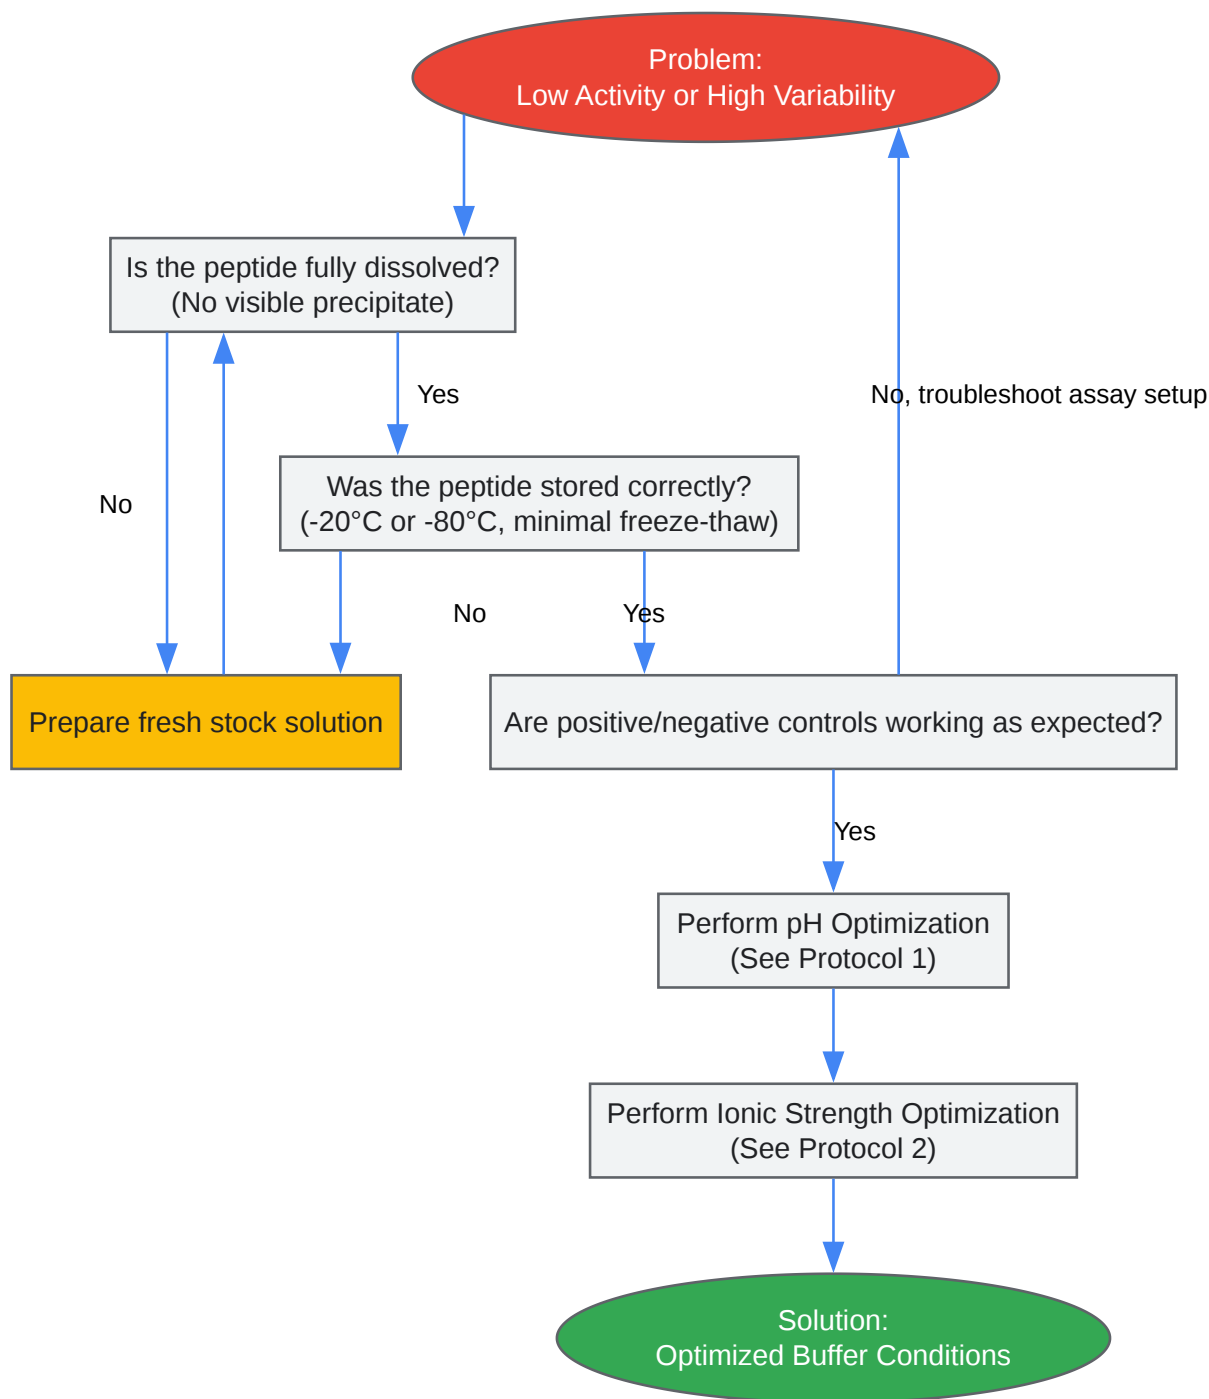 Problem:
Low Activity or High Variability
Is the peptide fully dissolved?
(No visible precipitate)
Yes
No, troubleshoot assay setup
Was the peptide stored correctly?
(-20°C or -80°C, minimal freeze-thaw)
No
No
Yes
Prepare fresh stock solution
Are positive/negative controls working as expected?
Yes
Perform pH Optimization
(See Protocol 1)
Perform Ionic Strength Optimization
(See Protocol 2)
Solution:
Optimized Buffer Conditions